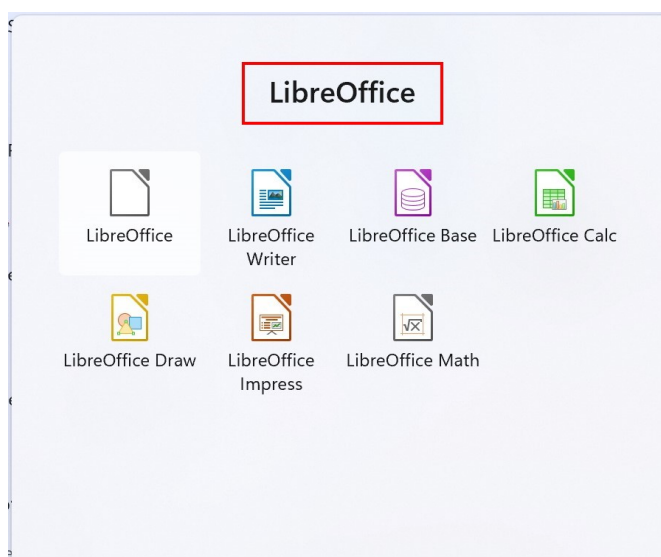 LibreOffice
LibreOffice
LibreOffice Writer
LibreOffice Base
LibreOffice Calc
LibreOffice Draw
LibreOffice Impress
LibreOffice Math